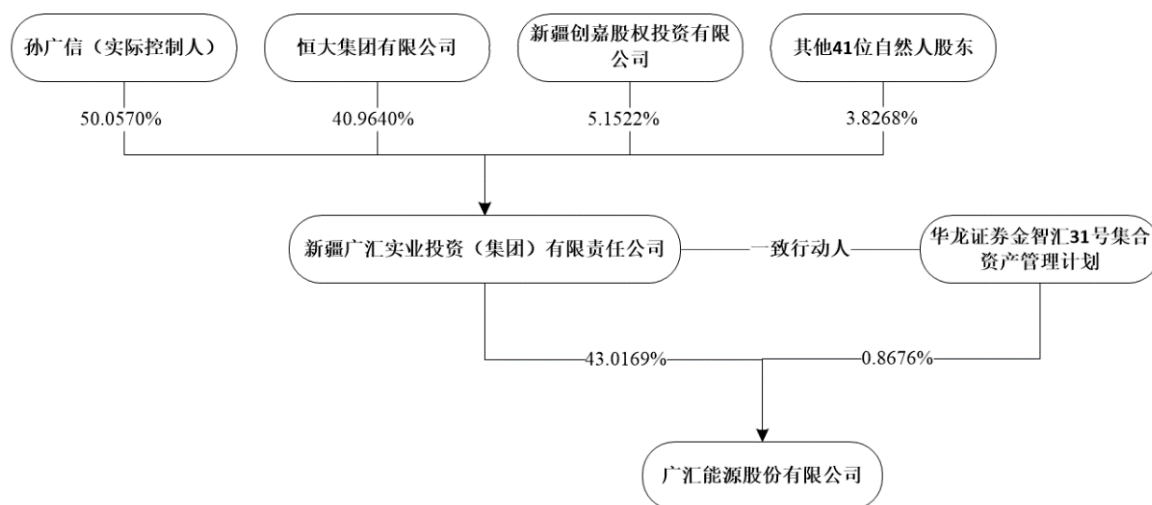 孙广信（实际控制人）
恒大集团有限公司
新疆创嘉股权投资有限
公司
其他41位自然人股东
50.0570%
40.9640%
5.1522%
3.8268%
新疆广汇实业投资（集团）有限责任公司
一致行动人
华龙证券金智汇31号集合
资产管理计划
43.0169%
0.8676%
广汇能源股份有限公司